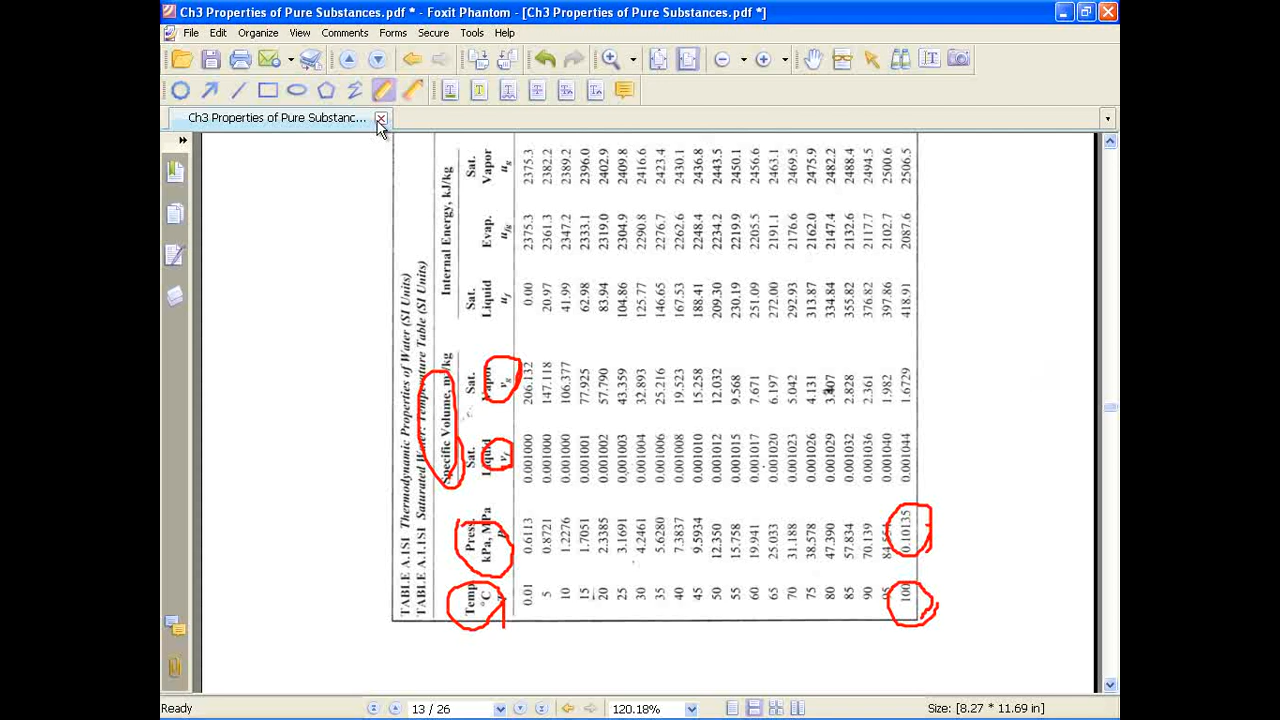 Ch3 Properties of Pure Substances.pdf * - Foxit Phantom - [Ch3 Properties of Pure Substances.pdf *]
File Edit Organize View Comments Forms Secure Tools Help
Ch3 Properties of Pure Substanc...
TABLE A.1.SI Thermodynamic Properties of Water (SI Units)
TABLE A.1.1SI Saturated Water: Temperature Table (SI Units)
Specific Volume, m³/kg Internal Energy, kJ/kg
Temp. Press. Sat. Sat. Sat. Evap. Sat.
°C kPa, MPa Liquid Vapor Liquid Vapor
vf vg uf ufg ug
0.01 0.6113 0.001000 206.132 0.00 2375.3 2375.3
5 0.8721 0.001000 147.118 20.97 2361.3 2382.2
10 1.2276 0.001000 106.377 41.99 2347.2 2389.2
15 1.7051 0.001001 77.925 62.98 2333.1 2396.0
20 2.3385 0.001002 57.790 83.94 2319.0 2402.9
25 3.1691 0.001003 43.359 104.86 2304.9 2409.8
30 4.2461 0.001004 32.893 125.77 2290.8 2416.6
35 5.6280 0.001006 25.216 146.65 2276.7 2423.4
40 7.3837 0.001008 19.523 167.53 2262.6 2430.1
45 9.5934 0.001010 15.258 188.41 2248.4 2436.8
50 12.350 0.001012 12.032 209.30 2234.2 2443.5
55 15.758 0.001015 9.568 230.19 2219.9 2450.1
60 19.941 0.001017 7.671 251.09 2205.5 2456.6
65 25.033 0.001020 6.197 272.00 2191.1 2463.1
70 31.188 0.001023 5.042 292.93 2176.6 2469.5
75 38.578 0.001026 4.131 313.87 2162.0 2475.9
80 47.390 0.001029 3.407 334.84 2147.4 2482.2
85 57.834 0.001032 2.828 355.82 2132.6 2488.4
90 70.139 0.001036 2.361 376.82 2117.7 2494.5
0.001040 1.982 397.86 2102.7 2500.6
100 0.10135 0.001044 1.6729 418.91 2087.6 2506.5
Ready 13 / 26 120.18% Size: [8.27 * 11.69 in]